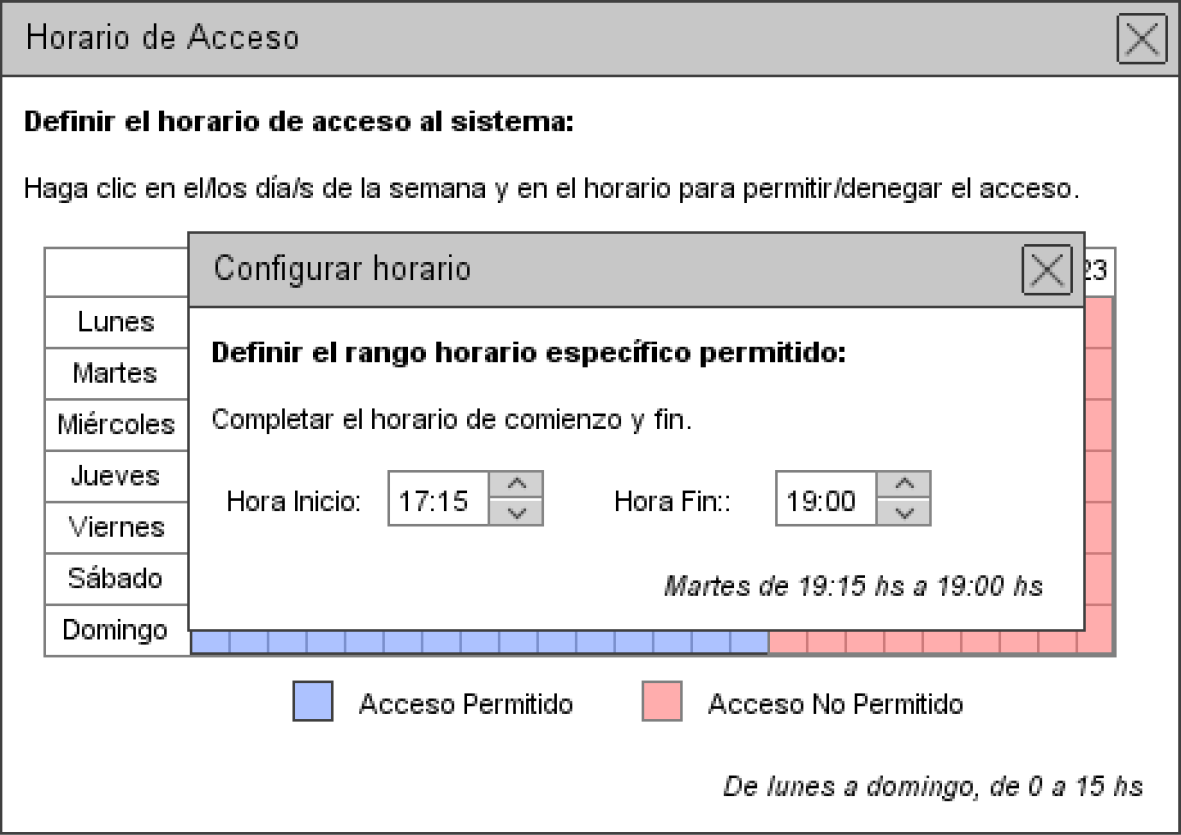 Horario de Acceso
Definir el horario de acceso al sistema:
Haga clic en el/los día/s de la semana y en el horario para permitir/denegar el acceso.
23
Configurar horario
Lunes
Martes
Miércoles
Jueves
Viernes
Sábado
Domingo
Definir el rango horario específico permitido:
Completar el horario de comienzo y fin.
Hora Inicio: 17:15 Hora Fin:: 19:00
Martes de 19:15 hs a 19:00 hs
Acceso Permitido Acceso No Permitido
De lunes a domingo, de 0 a 15 hs